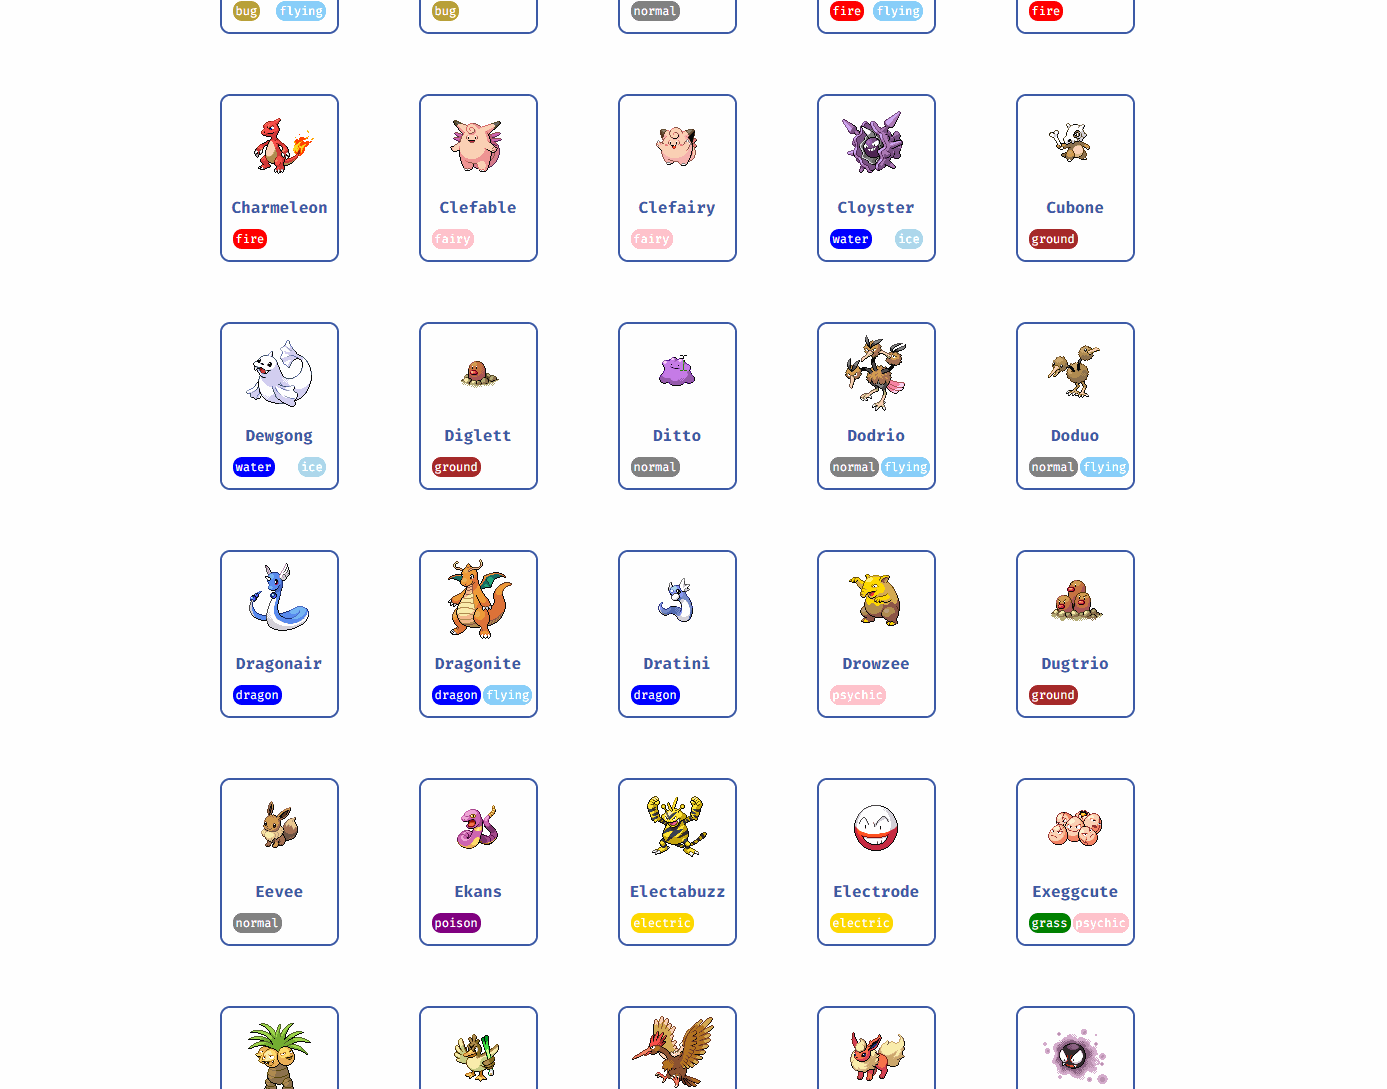 bug flying bug normal fire flying fire
Charmeleon Clefable Clefairy Cloyster Cubone
fire fairy fairy water ice ground
Dewgong Diglett Ditto Dodrio Doduo
water ice ground normal normal flying normal flying
Dragonair Dragonite Dratini Drowzee Dugtrio
dragon dragon flying dragon psychic ground
Eevee Ekans Electabuzz Electrode Exeggcute
normal poison electric electric grass psychic